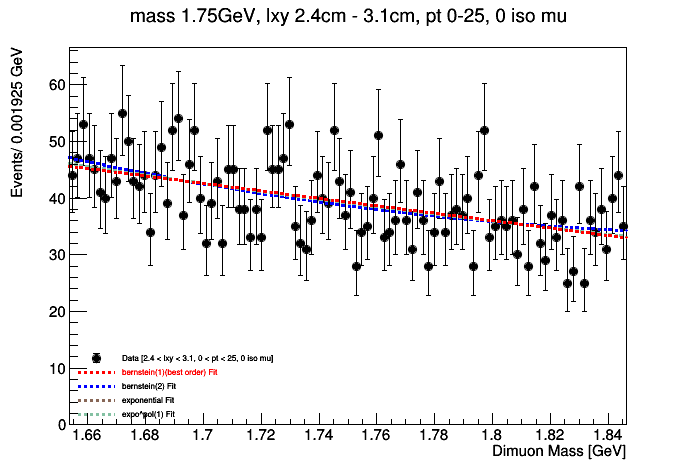 mass 1.75GeV, lxy 2.4cm - 3.1cm, pt 0-25, 0 iso mu
Events/ 0.001925 GeV
60
50
40
30
20
10
0
Data [2.4 < lxy < 3.1, 0 < pt < 25, 0 iso mu]
bernstein(1)(best order) Fit
bernstein(2) Fit
exponential Fit
expo*pol(1) Fit
1.66 1.68 1.7 1.72 1.74 1.76 1.78 1.8 1.82 1.84
Dimuon Mass [GeV]